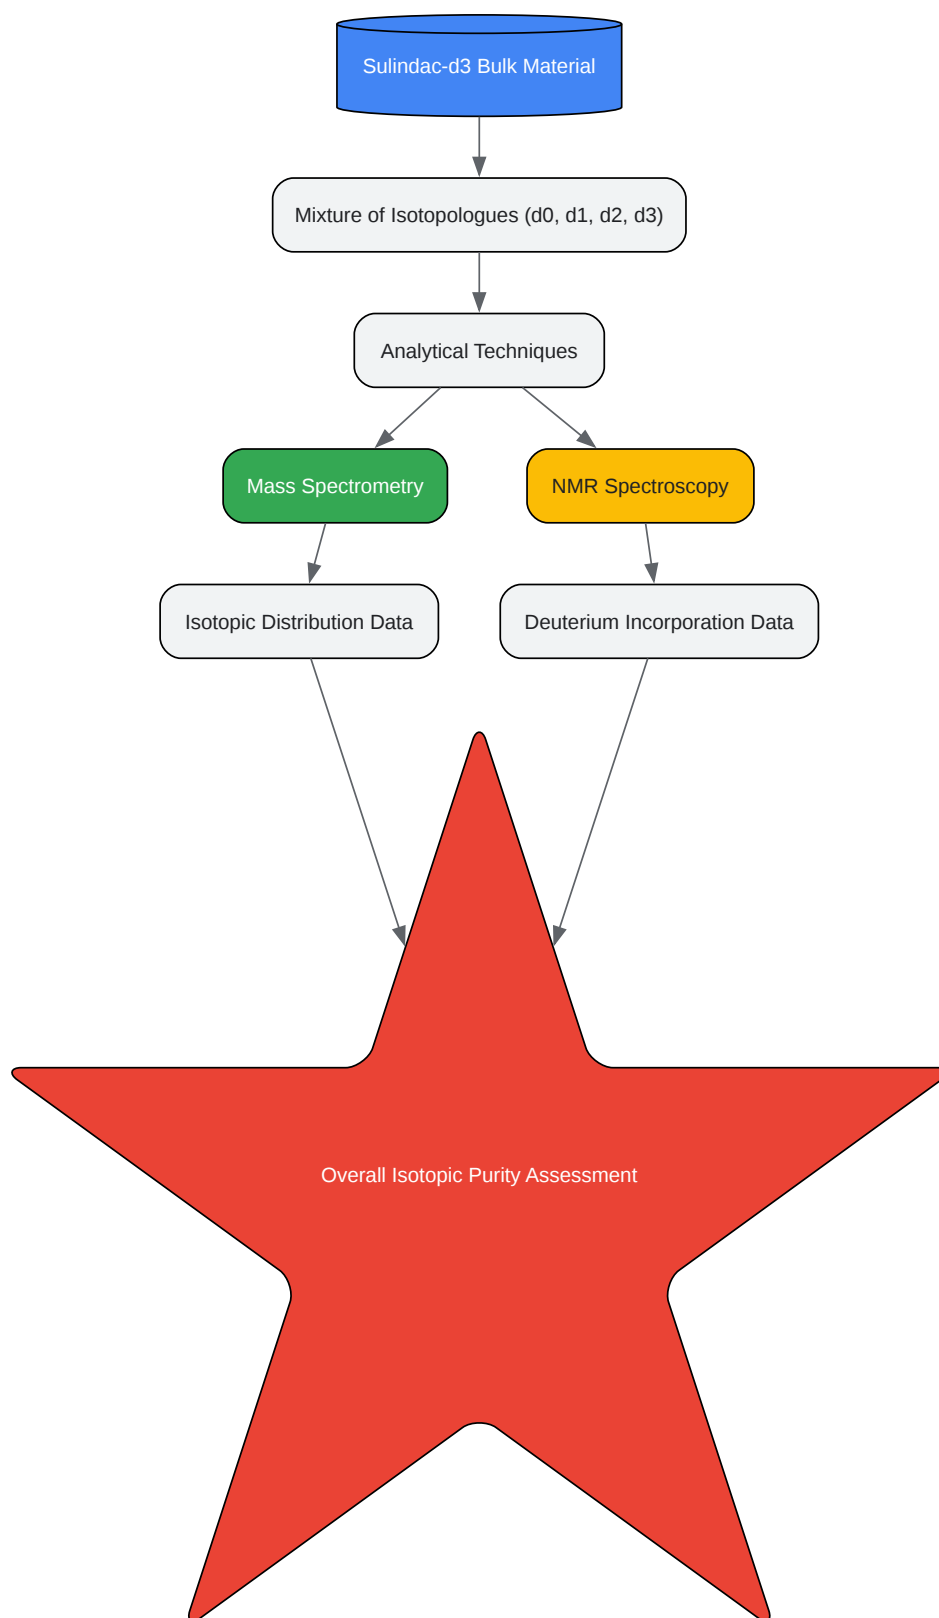 Sulindac-d3 Bulk Material
Mixture of Isotopologues (d0, d1, d2, d3)
Analytical Techniques
Mass Spectrometry
NMR Spectroscopy
Isotopic Distribution Data
Deuterium Incorporation Data
Overall Isotopic Purity Assessment